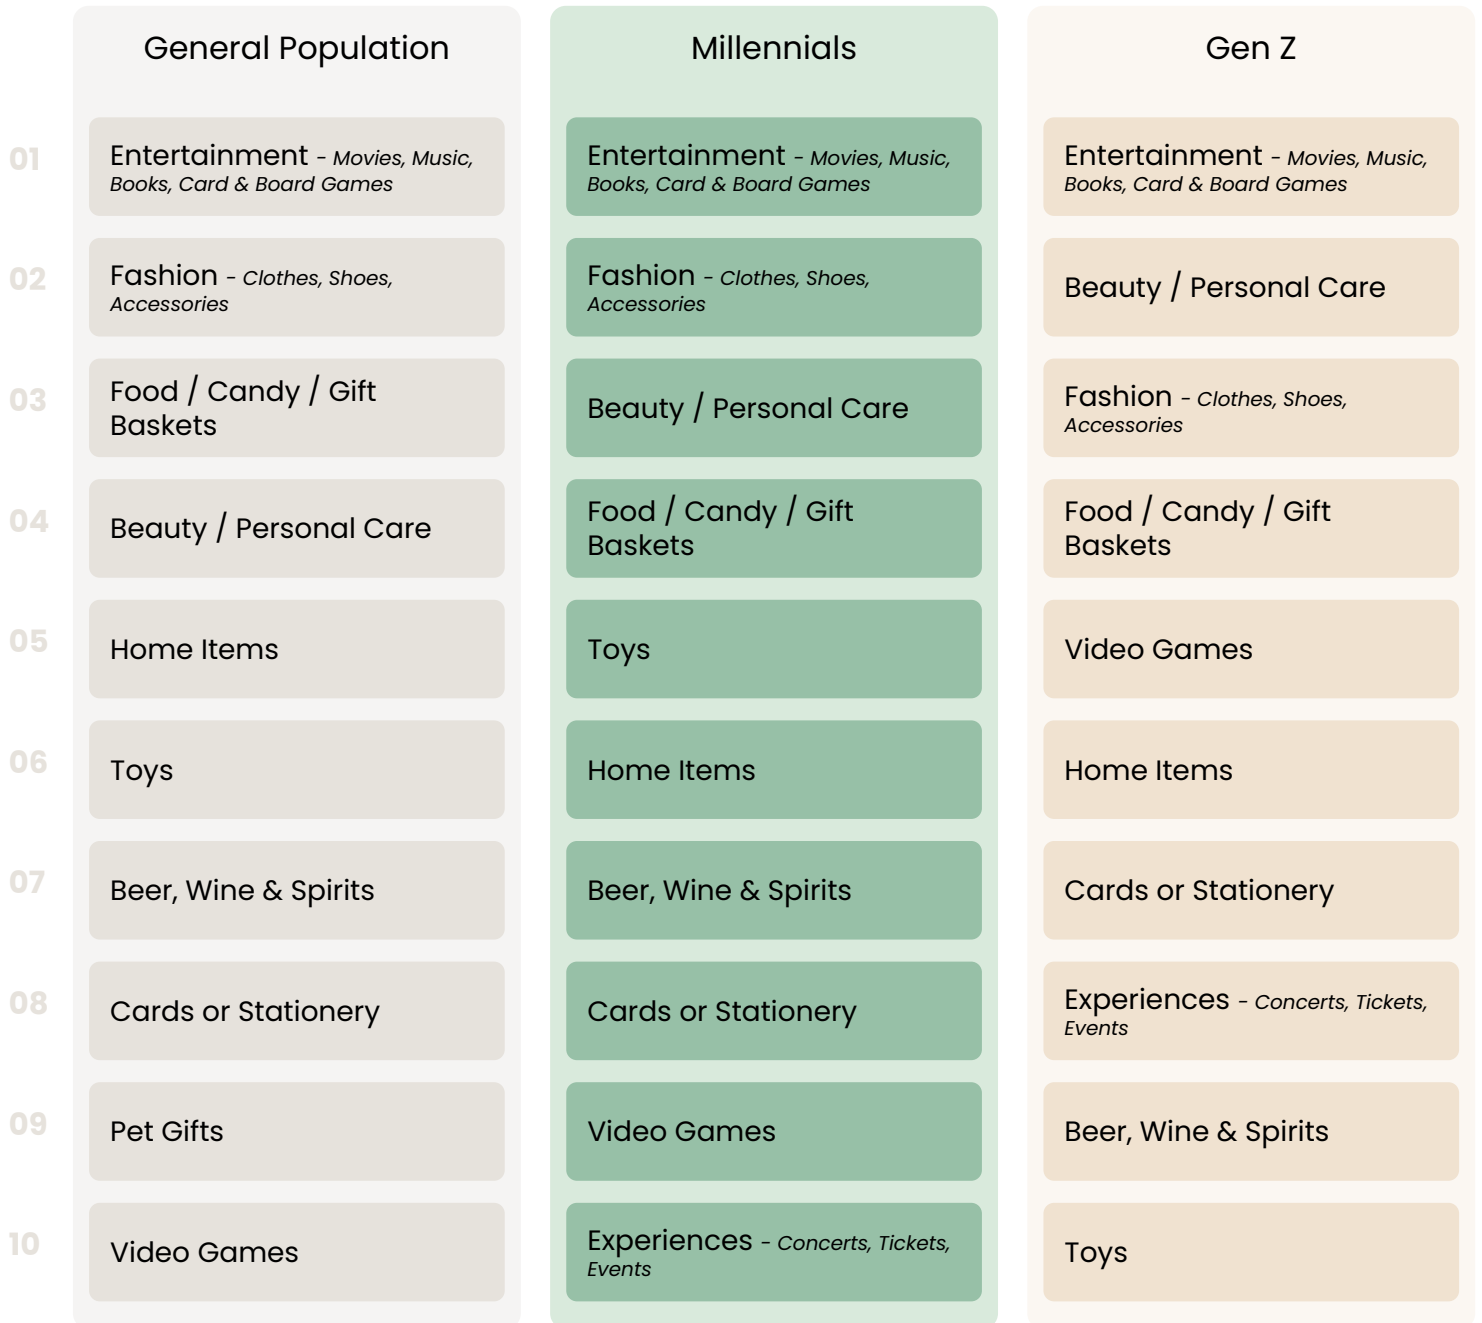 General Population
Millennials
Gen Z
01
Entertainment - Movies, Music,
Books, Card & Board Games
Entertainment - Movies, Music,
Books, Card & Board Games
Entertainment - Movies, Music,
Books, Card & Board Games
02
Fashion - Clothes, Shoes,
Accessories
Fashion - Clothes, Shoes,
Accessories
Beauty / Personal Care
03
Food / Candy / Gift
Baskets
Beauty / Personal Care
Fashion - Clothes, Shoes,
Accessories
04
Beauty / Personal Care
Food / Candy / Gift
Baskets
Food / Candy / Gift
Baskets
05
Home Items
Toys
Video Games
06
Toys
Home Items
Home Items
07
Beer, Wine & Spirits
Beer, Wine & Spirits
Cards or Stationery
08
Cards or Stationery
Cards or Stationery
Experiences - Concerts, Tickets,
Events
09
Pet Gifts
Video Games
Beer, Wine & Spirits
10
Video Games
Experiences - Concerts, Tickets,
Events
Toys